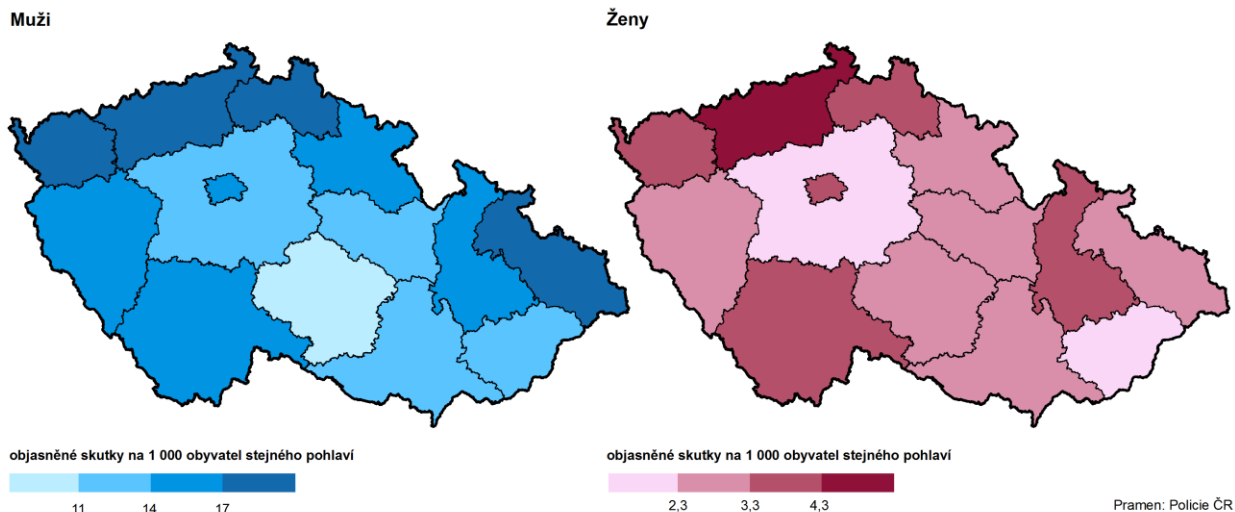 Muži
Ženy
objasněné skutky na 1 000 obyvatel stejného pohlaví
11 14 17
objasněné skutky na 1 000 obyvatel stejného pohlaví
2,3 3,3 4,3
Pramen: Policie ČR